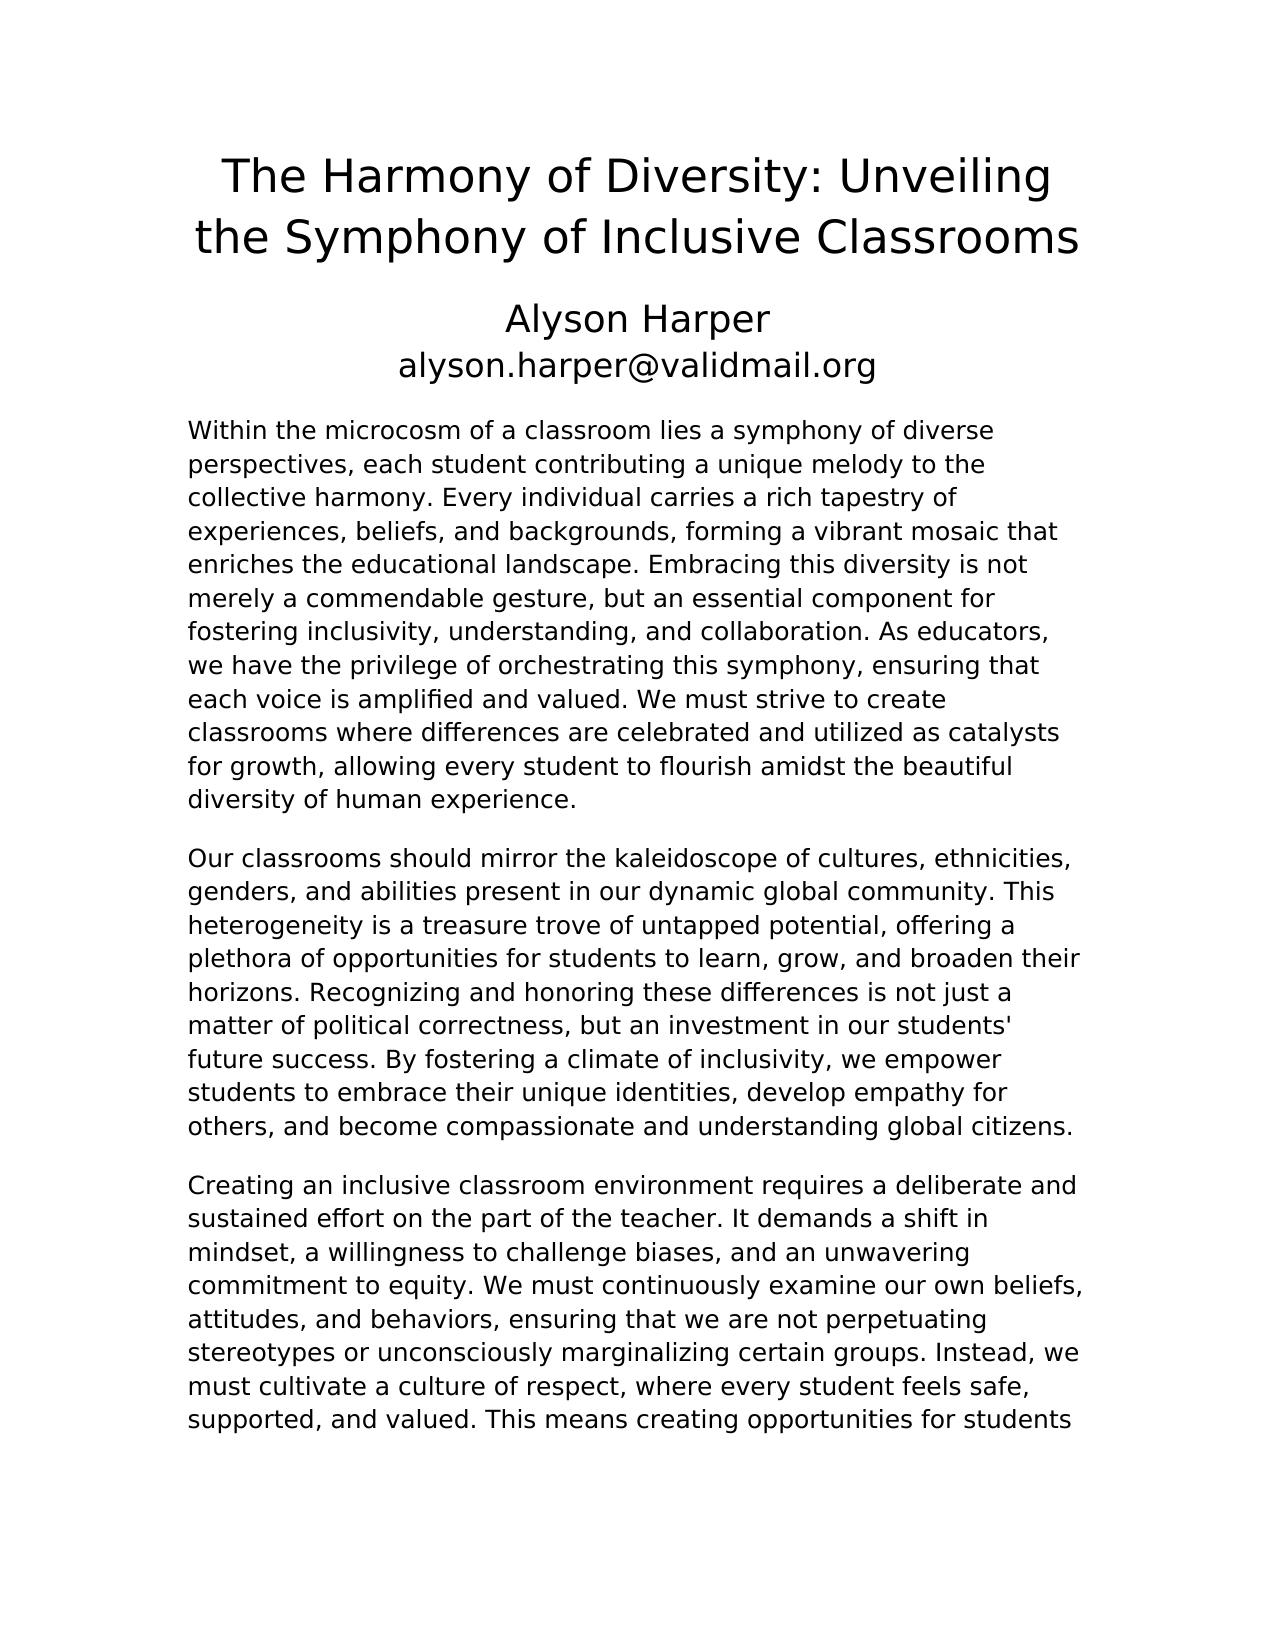 The Harmony of Diversity: Unveiling
the Symphony of Inclusive Classrooms
Alyson Harper
alyson.harper@validmail.org
Within the microcosm of a classroom lies a symphony of diverse
perspectives, each student contributing a unique melody to the
collective harmony. Every individual carries a rich tapestry of
experiences, beliefs, and backgrounds, forming a vibrant mosaic that
enriches the educational landscape. Embracing this diversity is not
merely a commendable gesture, but an essential component for
fostering inclusivity, understanding, and collaboration. As educators,
we have the privilege of orchestrating this symphony, ensuring that
each voice is amplified and valued. We must strive to create
classrooms where differences are celebrated and utilized as catalysts
for growth, allowing every student to flourish amidst the beautiful
diversity of human experience.
Our classrooms should mirror the kaleidoscope of cultures, ethnicities,
genders, and abilities present in our dynamic global community. This
heterogeneity is a treasure trove of untapped potential, offering a
plethora of opportunities for students to learn, grow, and broaden their
horizons. Recognizing and honoring these differences is not just a
matter of political correctness, but an investment in our students'
future success. By fostering a climate of inclusivity, we empower
students to embrace their unique identities, develop empathy for
others, and become compassionate and understanding global citizens.
Creating an inclusive classroom environment requires a deliberate and
sustained effort on the part of the teacher. It demands a shift in
mindset, a willingness to challenge biases, and an unwavering
commitment to equity. We must continuously examine our own beliefs,
attitudes, and behaviors, ensuring that we are not perpetuating
stereotypes or unconsciously marginalizing certain groups. Instead, we
must cultivate a culture of respect, where every student feels safe,
supported, and valued. This means creating opportunities for students